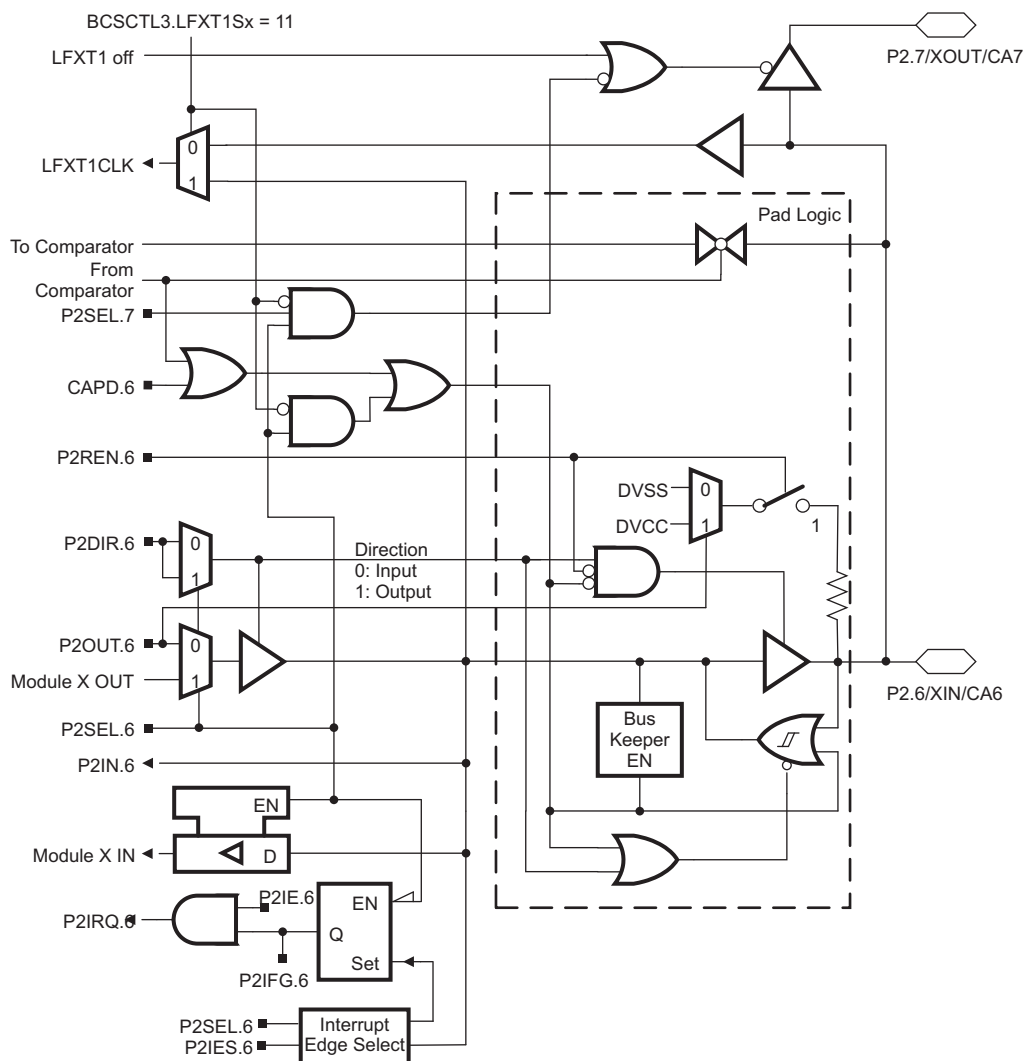 BCSCTL3.LFXT1Sx = 11
LFXT1 off
P2.7/XOUT/CA7
0
LFXT1CLK
1
Pad Logic
To Comparator
From
Comparator
P2SEL.7
CAPD.6
P2REN.6
DVSS
0
DVCC
1
1
P2DIR.6
0
1
Direction
0: Input
1: Output
P2OUT.6
0
Module X OUT
1
P2.6/XIN/CA6
P2SEL.6
Bus
Keeper
EN
P2IN.6
EN
Module X IN
D
P2IE.6
EN
P2IRQ.6
Q
P2IFG.6
Set
P2SEL.6
P2IES.6
Interrupt
Edge Select